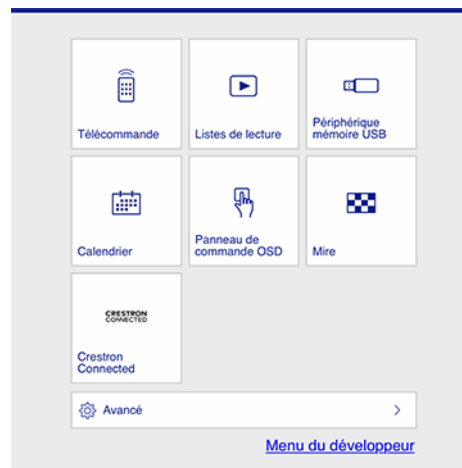 Télécommande
Listes de lecture
Périphérique
mémoire USB
Calendrier
Panneau de
commande OSD
Mire
CRESTRON
CONNECTED
Crestron
Connected
Avancé
Menu du développeur